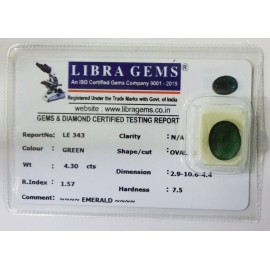 LIBRA GEMS®
An ISO Certified Gems Company 9001 - 2015
Registered Under the Trade Marks with Govt. of India
website : www.libragems.co.in
GEMS & DIAMOND CERTIFIED TESTING REPORT
ReportNo: LE 343 Clarity N/A
Colour GREEN Shape/cut OVAL
Wt 4.30 cts Dimension 2.9-10.6-4.4
R.Index 1.57 Hardness 7.5
Comment ~~~~ EMERALD ~~~~